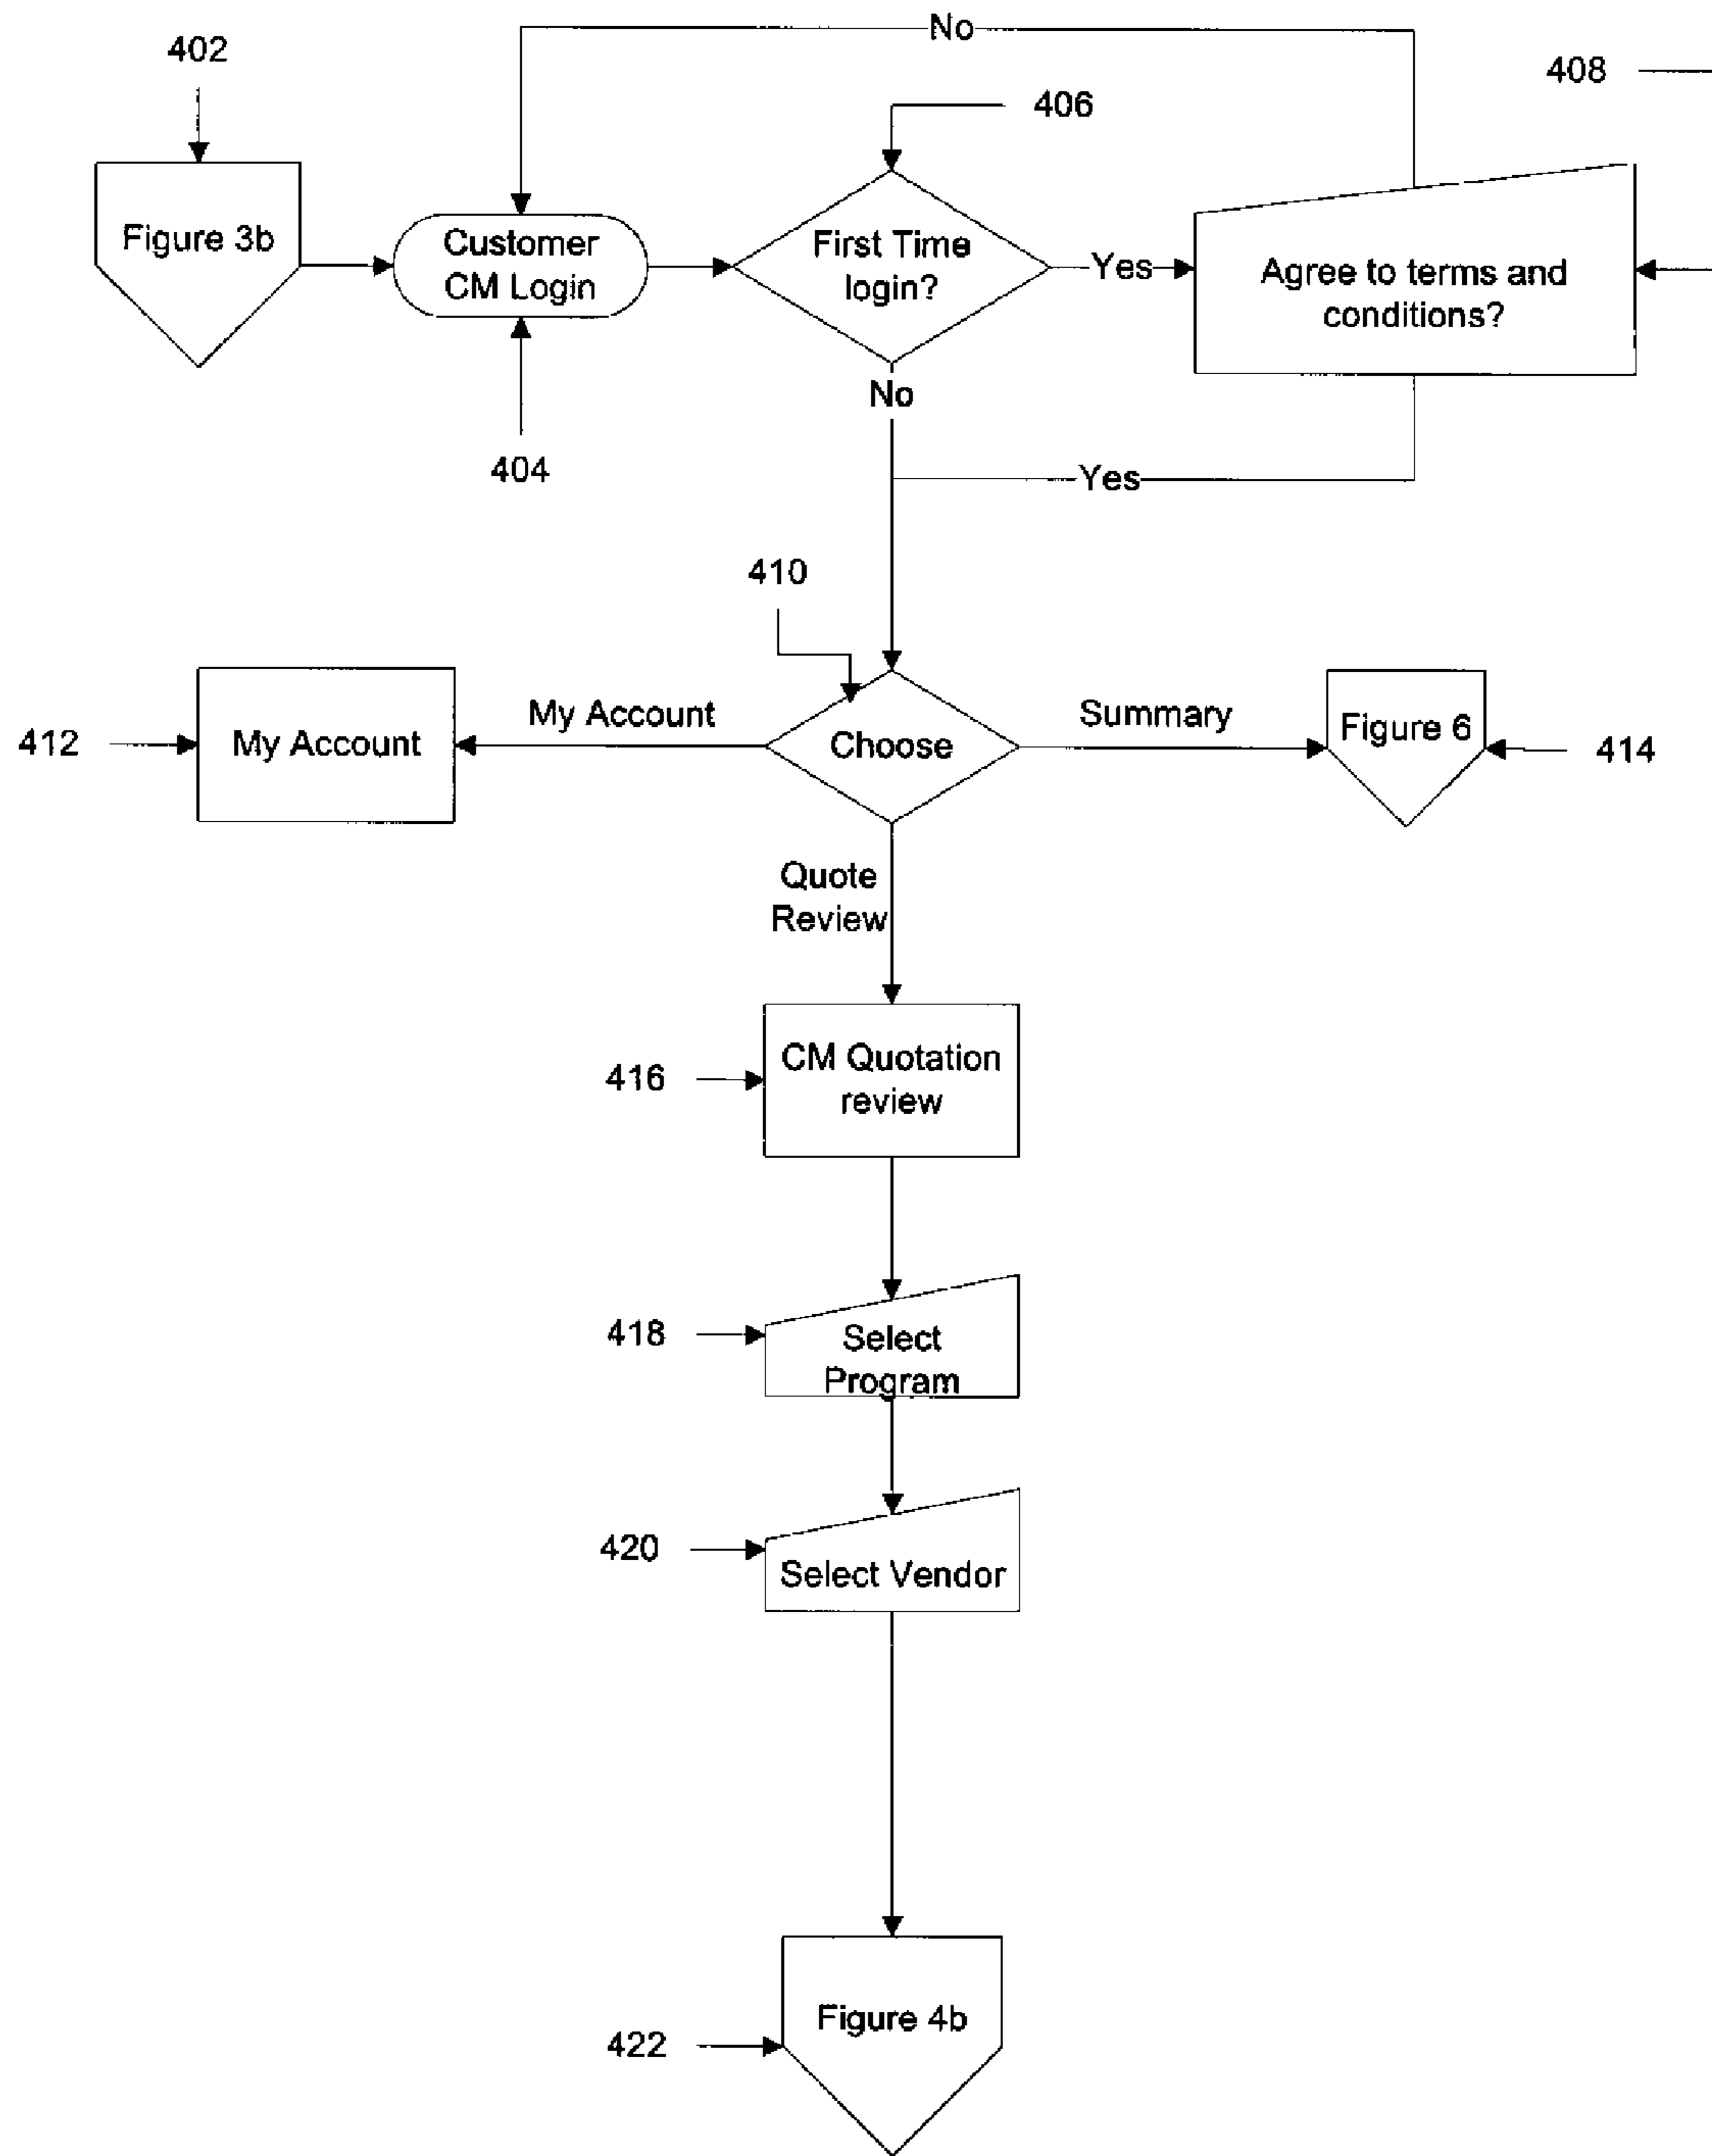 No
402
408
406
Figure 3b
Customer
CM Login
First Time
login?
Yes
Agree to terms and
conditions?
No
404
Yes
410
412
My Account
My Account
Choose
Summary
Figure 6
414
Quote
Review
416
CM Quotation
review
418
Select
Program
420
Select Vendor
422
Figure 4b